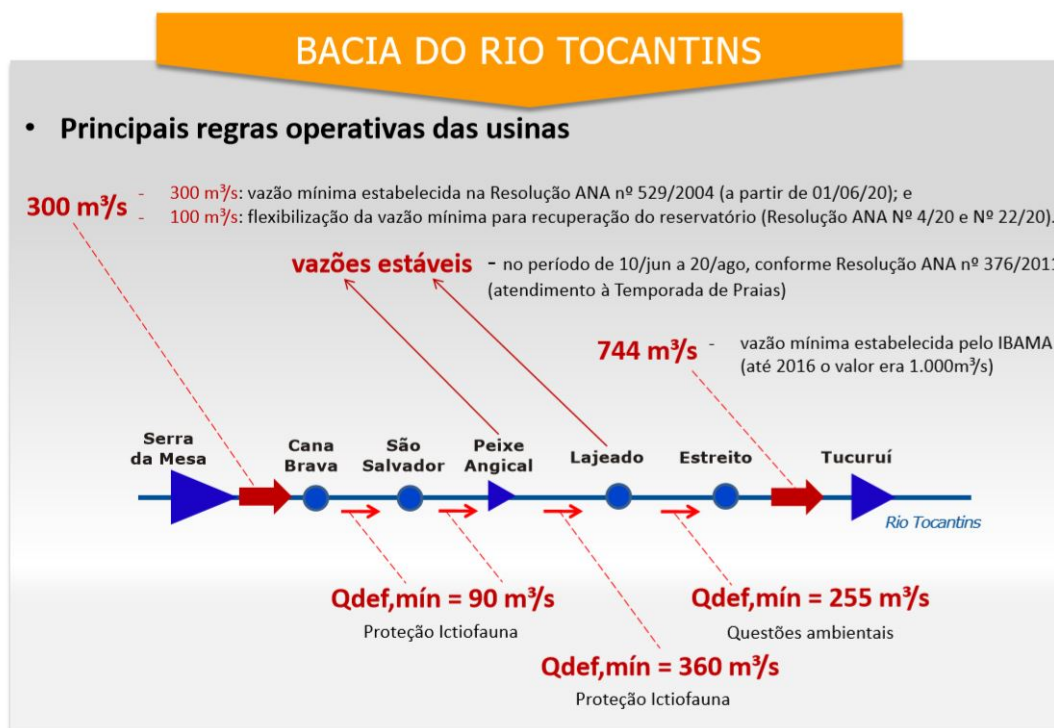 BACIA DO RIO TOCANTINS
• Principais regras operativas das usinas
300 m³/s
- 300 m³/s: vazão mínima estabelecida na Resolução ANA nº 529/2004 (a partir de 01/06/20); e
- 100 m³/s: flexibilização da vazão mínima para recuperação do reservatório (Resolução ANA Nº 4/20 e Nº 22/20).
vazões estáveis - no período de 10/jun a 20/ago, conforme Resolução ANA nº 376/2011
(atendimento à Temporada de Praias)
744 m³/s - vazão mínima estabelecida pelo IBAMA
(até 2016 o valor era 1.000m³/s)
Serra
da Mesa
Cana
Brava
São
Salvador
Peixe
Angical
Lajeado
Estreito
Tucuruí
Rio Tocantins
Qdef,mín = 90 m³/s
Proteção Ictiofauna
Qdef,mín = 255 m³/s
Questões ambientais
Qdef,mín = 360 m³/s
Proteção Ictiofauna